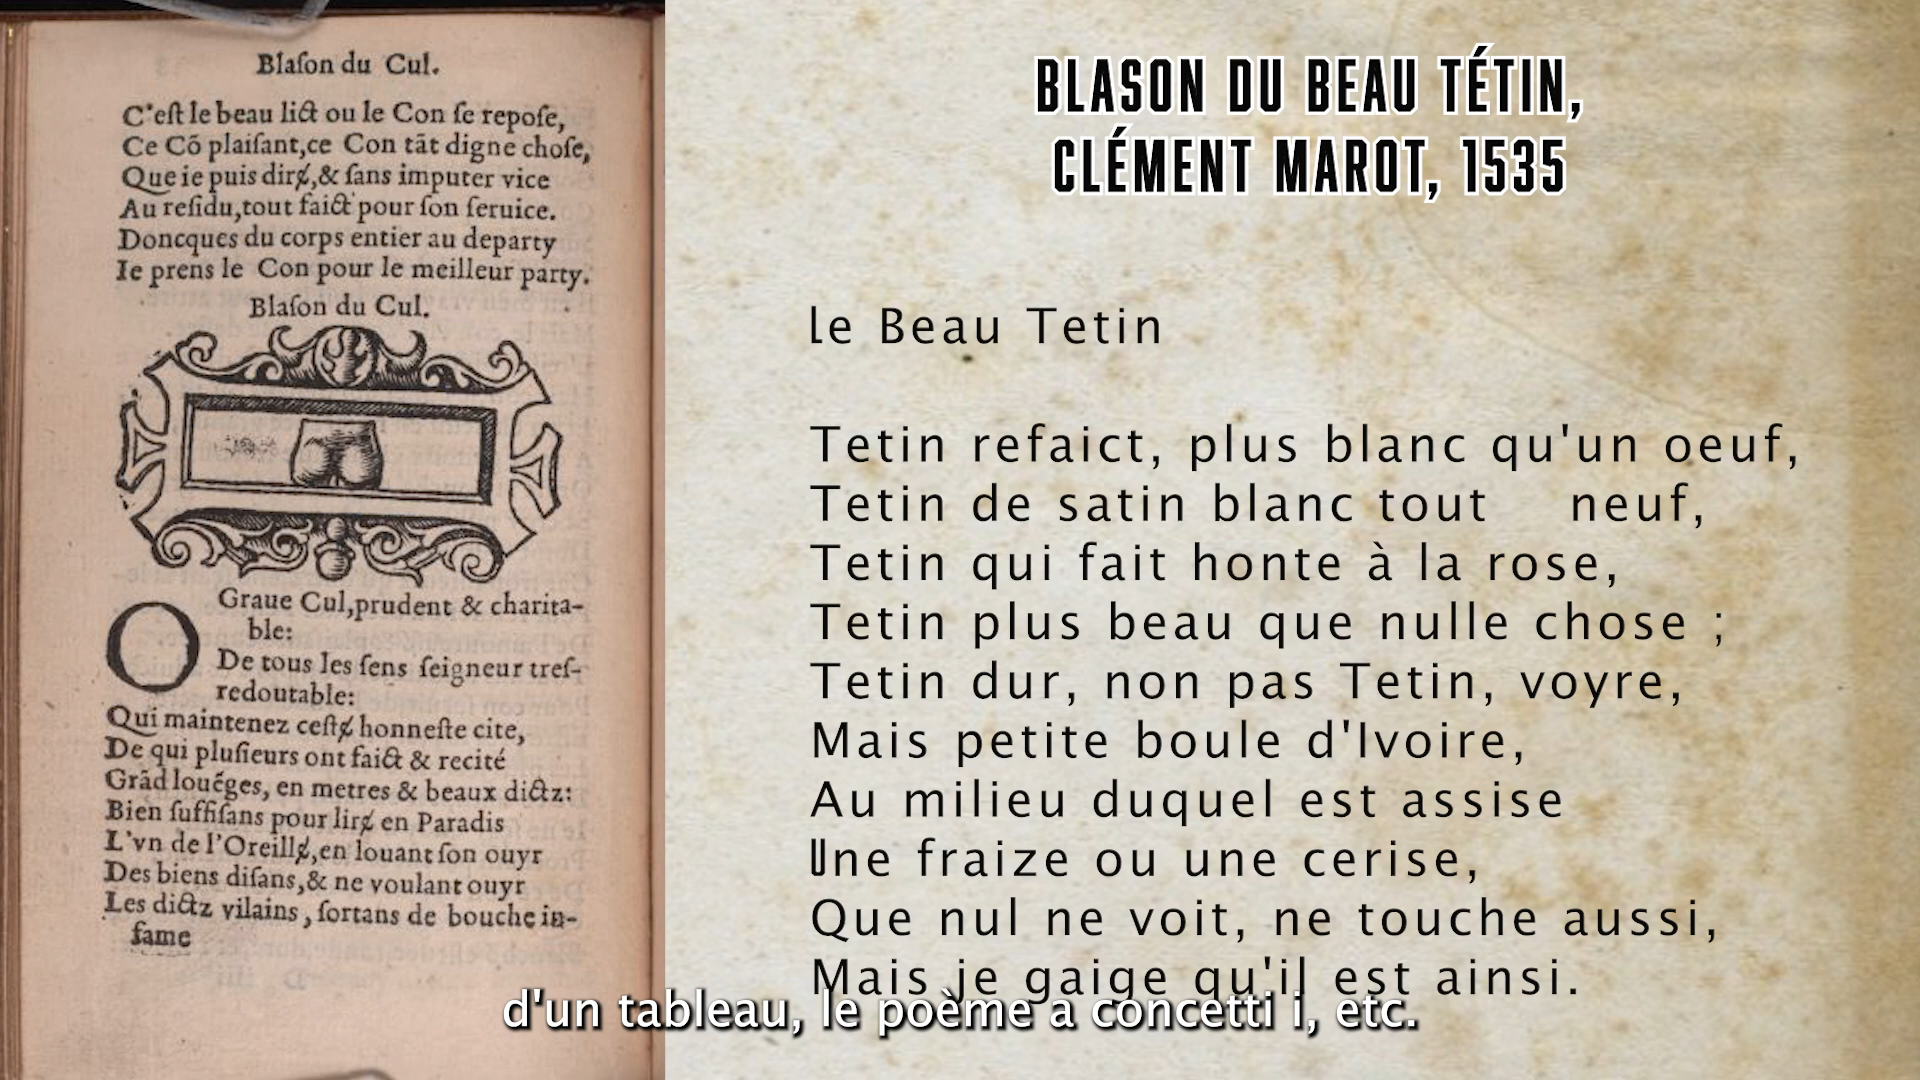 Blaſon du Cul.
C'eſt le beau lict ou le Con ſe repoſe,
Ce Cō plaiſant,ce Con tāt digne choſe,
Que ie puis dirɇ,& ſans imputer vice
Au reſidu,tout faict pour ſon ſeruice.
Doncques du corps entier au departy
Ie prens le Con pour le meilleur party.
Blaſon du Cul.
O Graue Cul,prudent & charita-
ble:
De tous les ſens ſeigneur treſ-
redoutable:
Qui maintenez ceſtɇ honneſte cite,
De qui pluſieurs ont faict & recité
Grād louēges, en metres & beaux dictz:
Bien ſuffiſans pour lirɇ en Paradis
L'vn de l'Oreillɇ,en louant ſon ouyr
Des biens diſans,& ne voulant ouyr
Les dictz vilains, ſortans de bouche in-
fame
BLASON DU BEAU TÉTIN,
CLÉMENT MAROT, 1535
le Beau Tetin
Tetin refaict, plus blanc qu'un oeuf,
Tetin de satin blanc tout neuf,
Tetin qui fait honte à la rose,
Tetin plus beau que nulle chose ;
Tetin dur, non pas Tetin, voyre,
Mais petite boule d'Ivoire,
Au milieu duquel est assise
Une fraize ou une cerise,
Que nul ne voit, ne touche aussi,
Mais je gaige qu'il est ainsi.
d'un tableau, le poème a concetti i, etc.